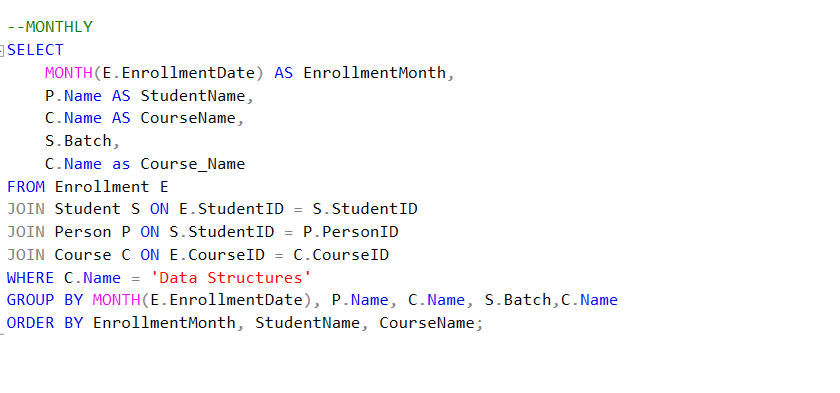 --MONTHLY
SELECT
MONTH(E.EnrollmentDate) AS EnrollmentMonth,
P.Name AS StudentName,
C.Name AS CourseName,
S.Batch,
C.Name as Course_Name
FROM Enrollment E
JOIN Student S ON E.StudentID = S.StudentID
JOIN Person P ON S.StudentID = P.PersonID
JOIN Course C ON E.CourseID = C.CourseID
WHERE C.Name = 'Data Structures'
GROUP BY MONTH(E.EnrollmentDate), P.Name, C.Name, S.Batch,C.Name
ORDER BY EnrollmentMonth, StudentName, CourseName;